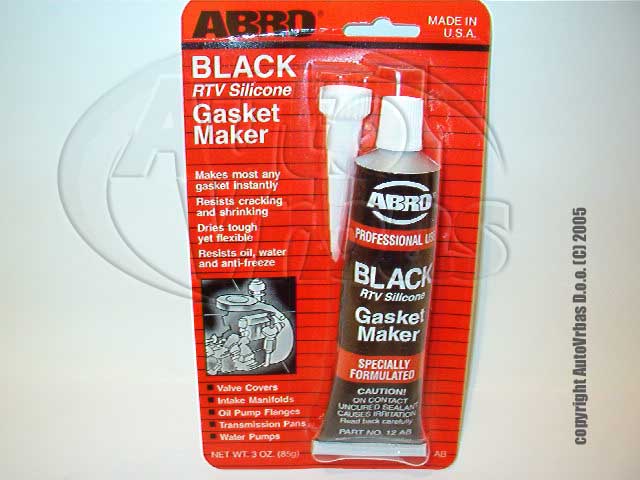 ABRO
MADE IN
U.S.A.
BLACK
RTV Silicone
Gasket
Maker
Makes most any
gasket instantly
Resists cracking
and shrinking
Dries tough
yet flexible
Resists oil, water
and anti-freeze
Valve Covers
Intake Manifolds
Oil Pump Flanges
Transmission Pans
Water Pumps
NET WT. 3 OZ. (85g)
AB
ABRO
PROFESSIONAL USE
BLACK
RTV Silicone
Gasket
Maker
SPECIALLY
FORMULATED
CAUTION!
ON CONTACT
UNCURED SEALANT
CAUSES IRRITATION
Read back carefully
PART NO. 12 AB
Auto
Vrbas
copyright AutoVrbas D.o.o. (C) 2005